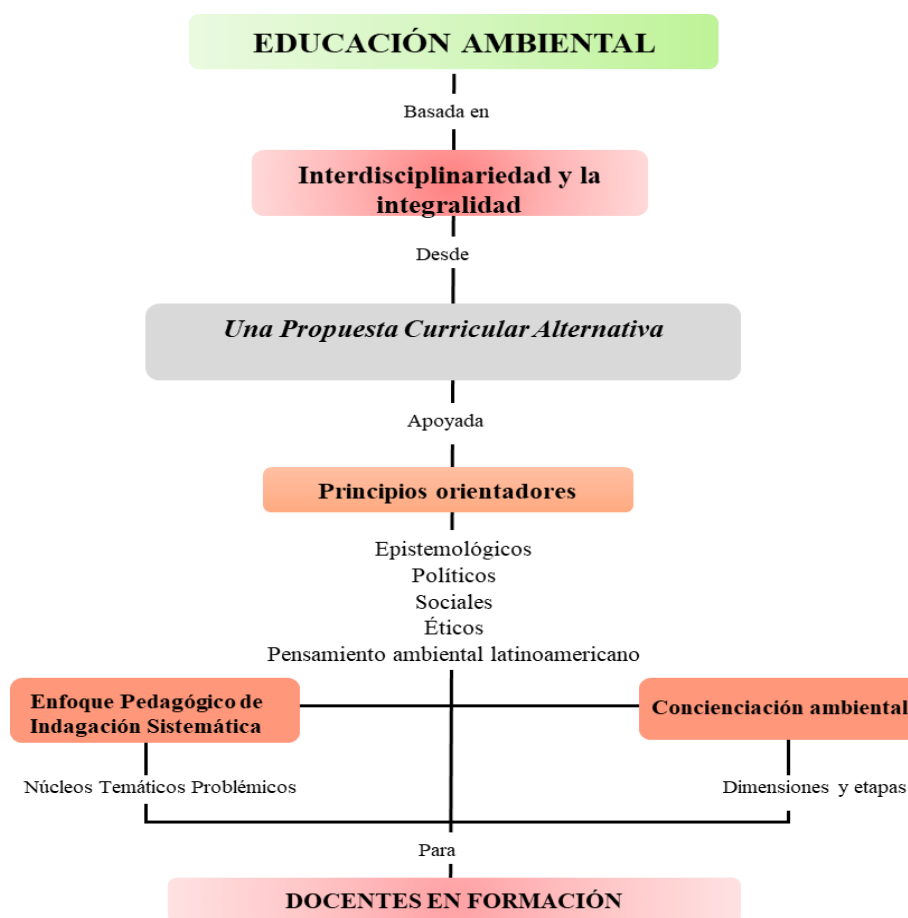 EDUCACIÓN AMBIENTAL
Basada en
Interdisciplinariedad y la
integralidad
Desde
Una Propuesta Curricular Alternativa
Apoyada
Principios orientadores
Epistemológicos
Políticos
Sociales
Éticos
Pensamiento ambiental latinoamericano
Enfoque Pedagógico de
Indagación Sistemática
Concienciación ambiental
Núcleos Temáticos Problémicos
Dimensiones y etapas
Para
DOCENTES EN FORMACIÓN